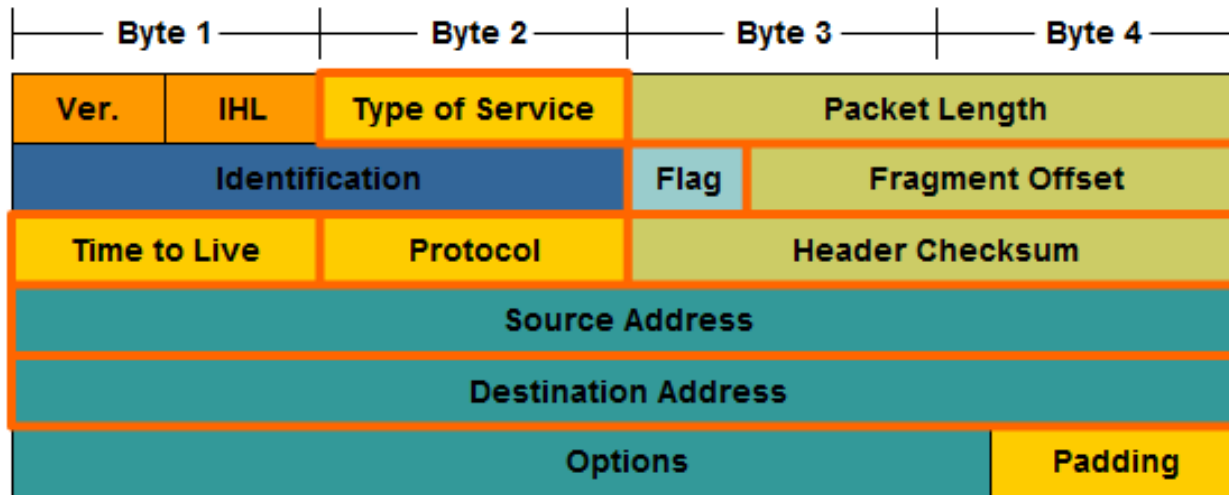 Byte 1 Byte 2 Byte 3 Byte 4
Ver. IHL Type of Service Packet Length
Identification Flag Fragment Offset
Time to Live Protocol Header Checksum
Source Address
Destination Address
Options Padding